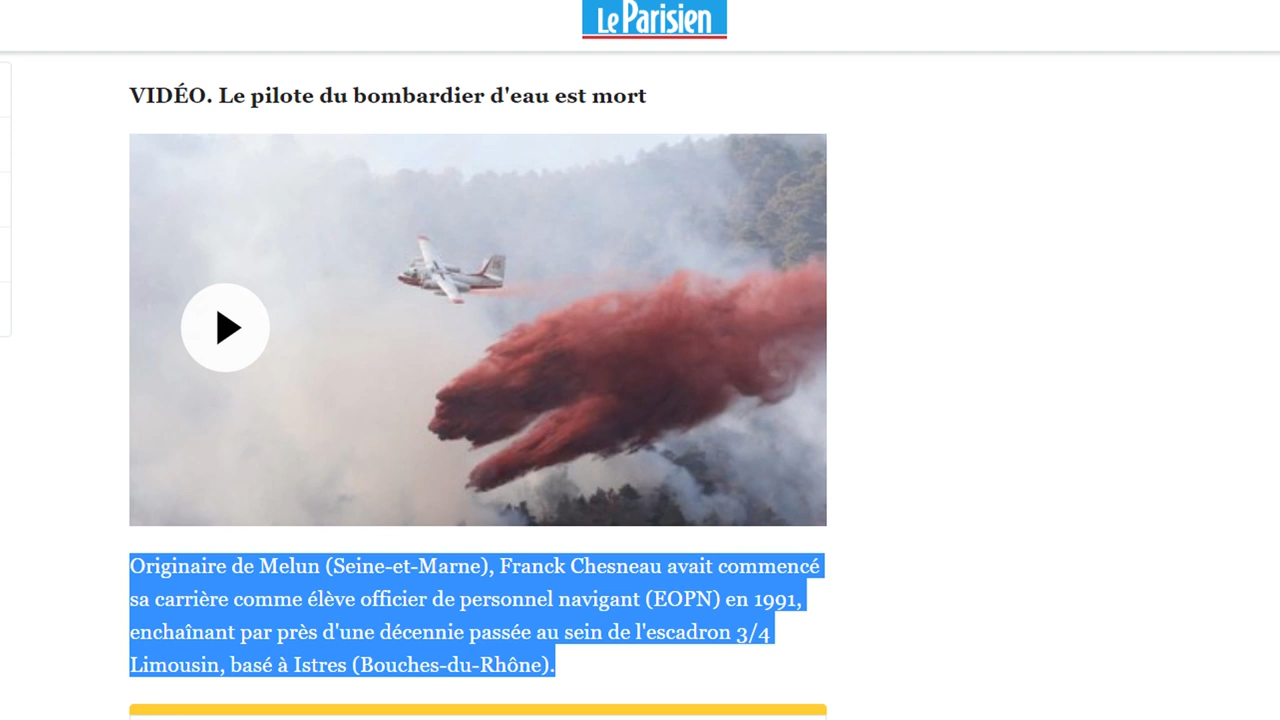 Le Parisien
VIDÉO. Le pilote du bombardier d'eau est mort
Originaire de Melun (Seine-et-Marne), Franck Chesneau avait commencé
sa carrière comme élève officier de personnel navigant (EOPN) en 1991,
enchaînant par près d'une décennie passée au sein de l'escadron 3/4
Limousin, basé à Istres (Bouches-du-Rhône).